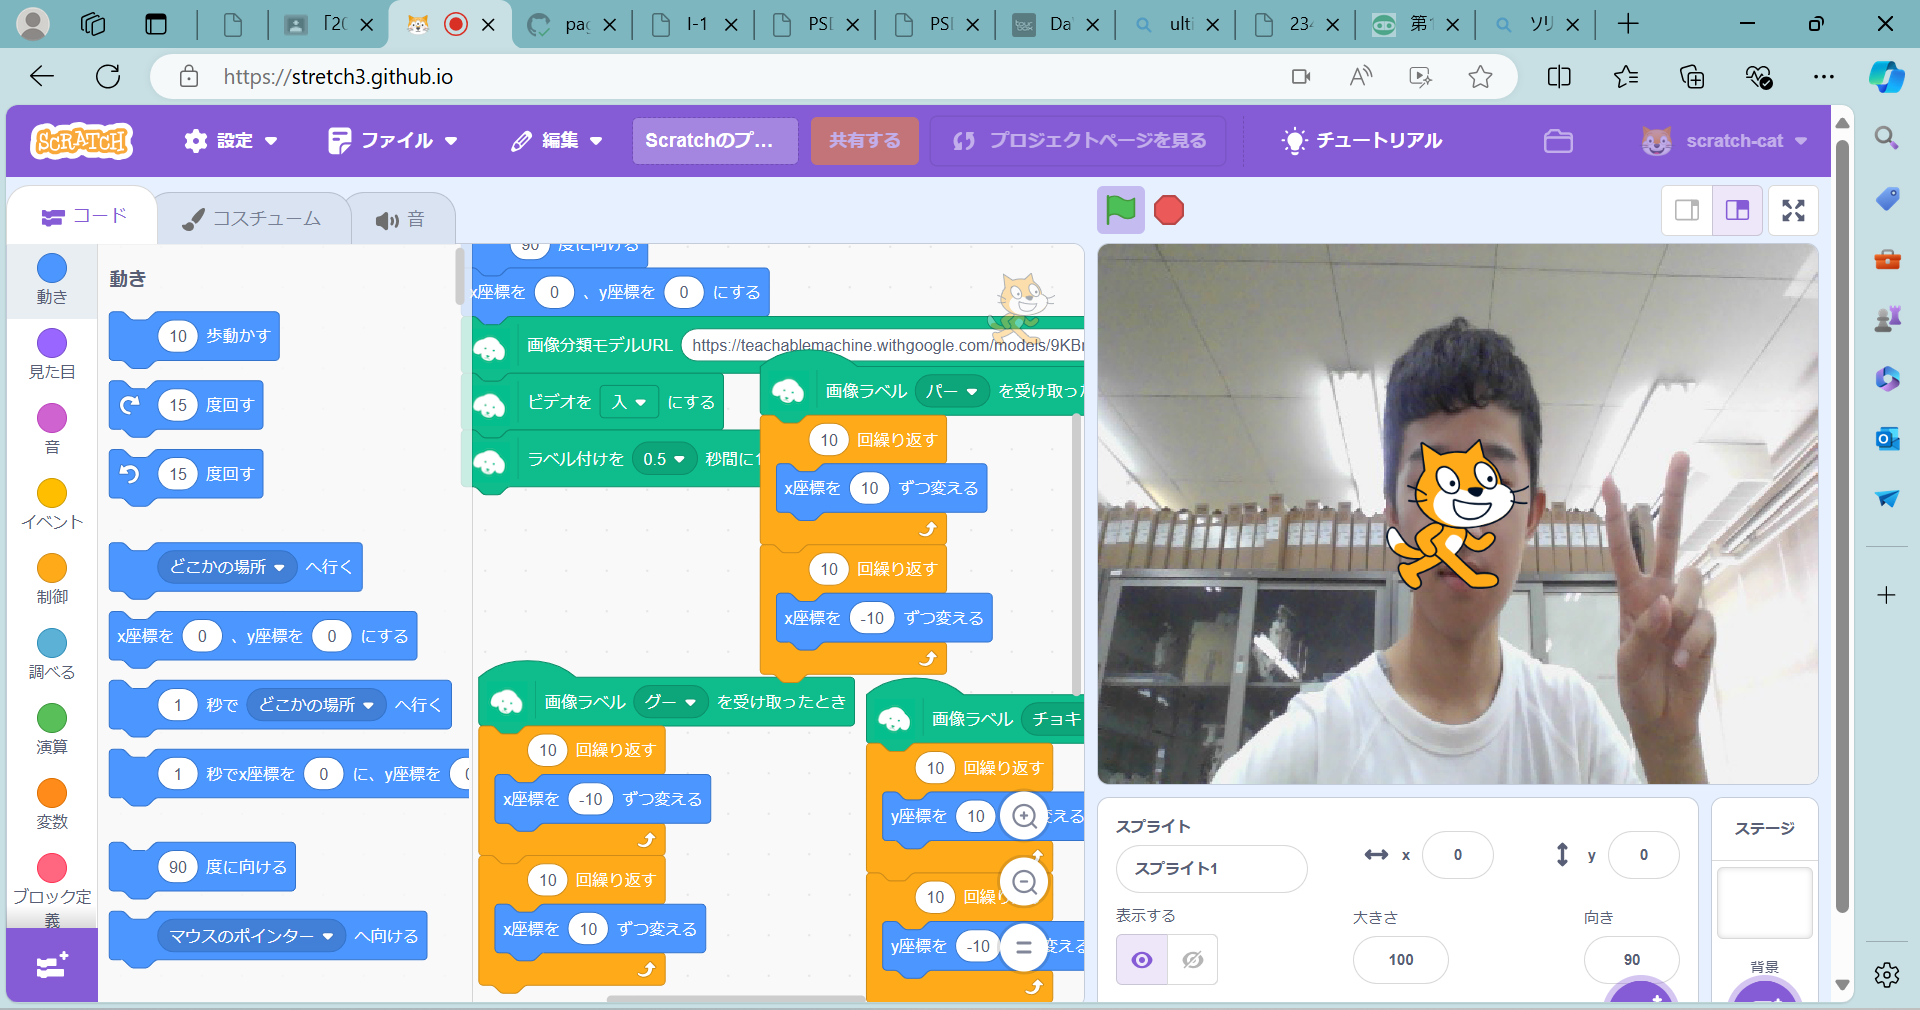 「2(
pa
I-1
PSD
PSD
Da
ulti
234
第1
ソリ
https://stretch3.github.io
SCRATCH
設定
ファイル
編集
Scratchのプ...
共有する
プロジェクトページを見る
チュートリアル
scratch-cat
コード
コスチューム
音
動き
見た目
音
イベント
制御
調べる
演算
変数
ブロック定義
動き
10 歩動かす
15 度回す
15 度回す
どこかの場所 へ行く
x座標を 0 、y座標を 0 にする
1 秒で どこかの場所 へ行く
1 秒でx座標を 0 に、y座標を
90 度に向ける
マウスのポインター へ向ける
90 度に向ける
x座標を 0 、y座標を 0 にする
画像分類モデルURL https://teachablemachine.withgoogle.com/models/9KB
ビデオを 入 にする
ラベル付けを 0.5 秒間に1
画像ラベル パー を受け取っ
10 回繰り返す
x座標を 10 ずつ変える
10 回繰り返す
x座標を -10 ずつ変える
画像ラベル グー を受け取ったとき
10 回繰り返す
x座標を -10 ずつ変える
10 回繰り返す
x座標を 10 ずつ変える
画像ラベル チョキ
10 回繰り返す
y座標を 10 変える
10 回繰り
y座標を -10 変える
スプライト
スプライト1
x 0
y 0
表示する
大きさ
100
向き
90
ステージ
背景